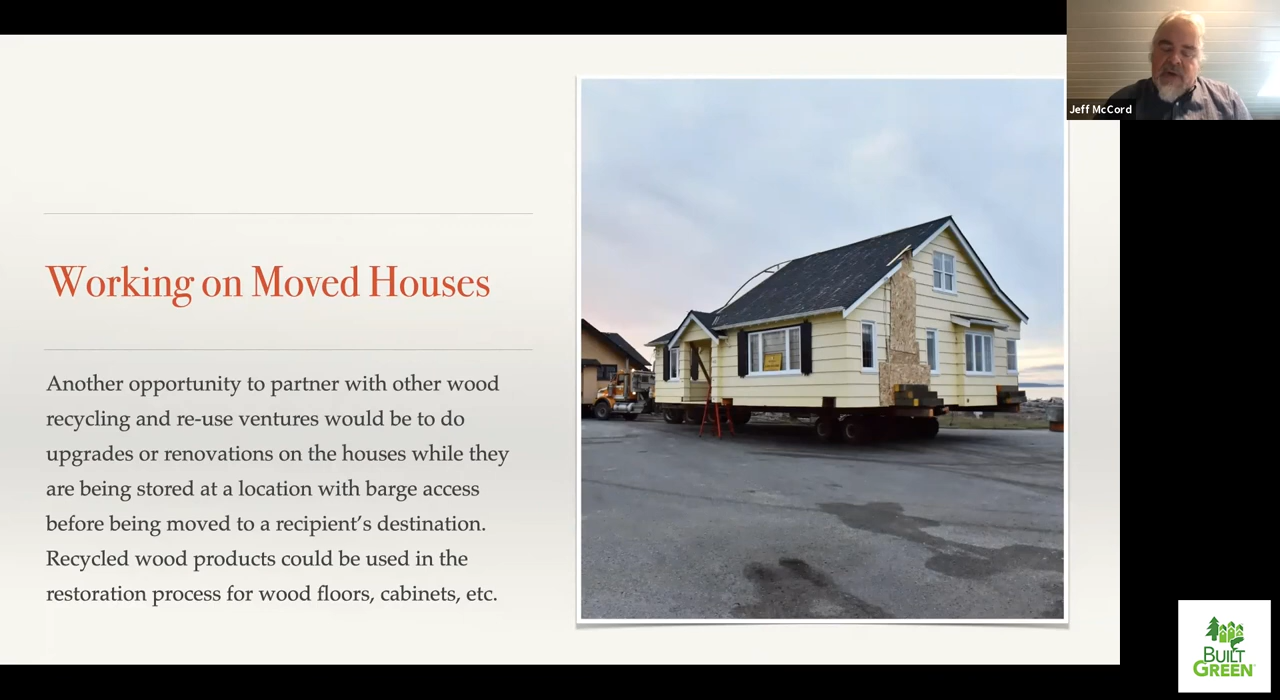 Jeff McCord
Working on Moved Houses
Another opportunity to partner with other wood
recycling and re-use ventures would be to do
upgrades or renovations on the houses while they
are being stored at a location with barge access
before being moved to a recipient’s destination.
Recycled wood products could be used in the
restoration process for wood floors, cabinets, etc.
BUILT
GREEN